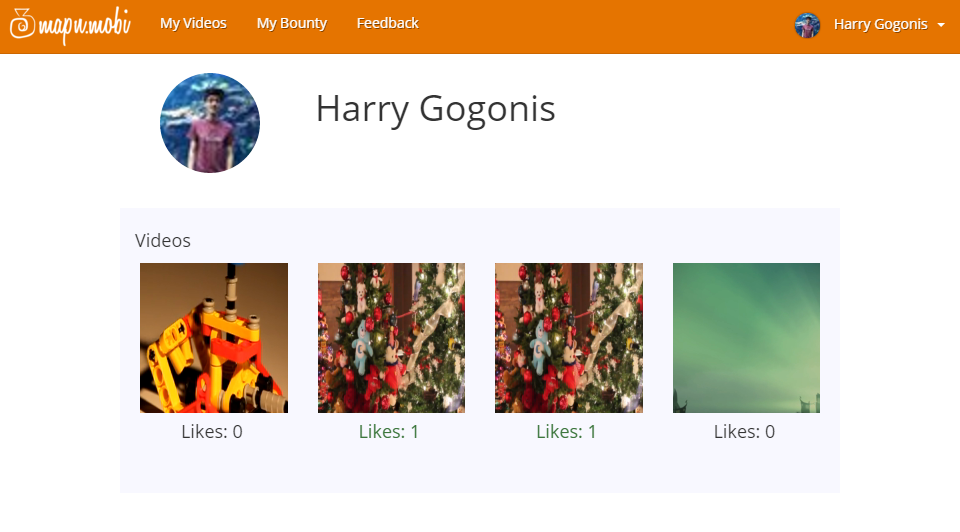 mapn.mobi My Videos My Bounty Feedback Harry Gogonis
Harry Gogonis
Videos
Likes: 0 Likes: 1 Likes: 1 Likes: 0